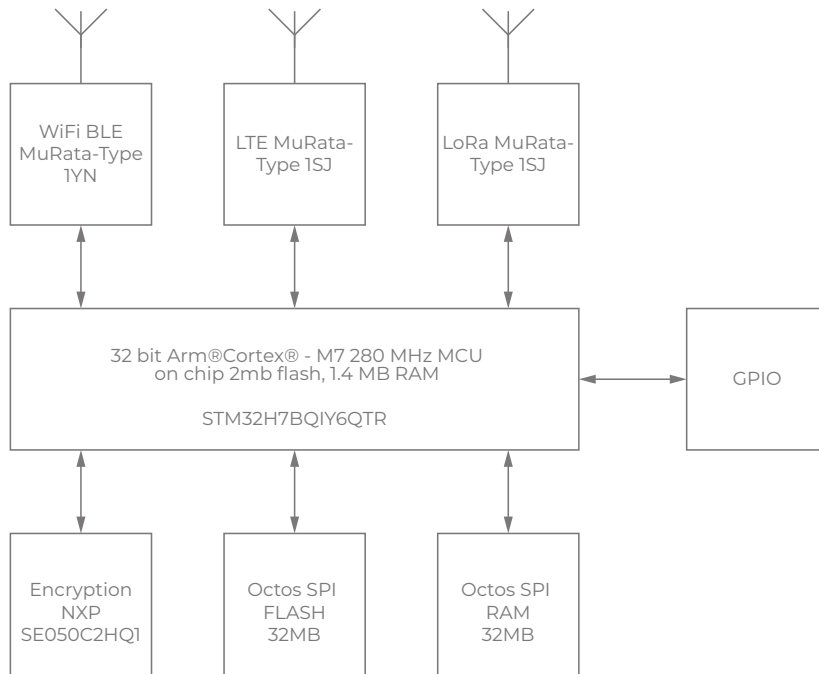 WiFi BLE
MuRata-Type
1YN
LTE MuRata-
Type 1SJ
LoRa MuRata-
Type 1SJ
32 bit Arm®Cortex® - M7 280 MHz MCU
on chip 2mb flash, 1.4 MB RAM
STM32H7BQIY6QTR
GPIO
Encryption
NXP
SE050C2HQ1
Octos SPI
FLASH
32MB
Octos SPI
RAM
32MB